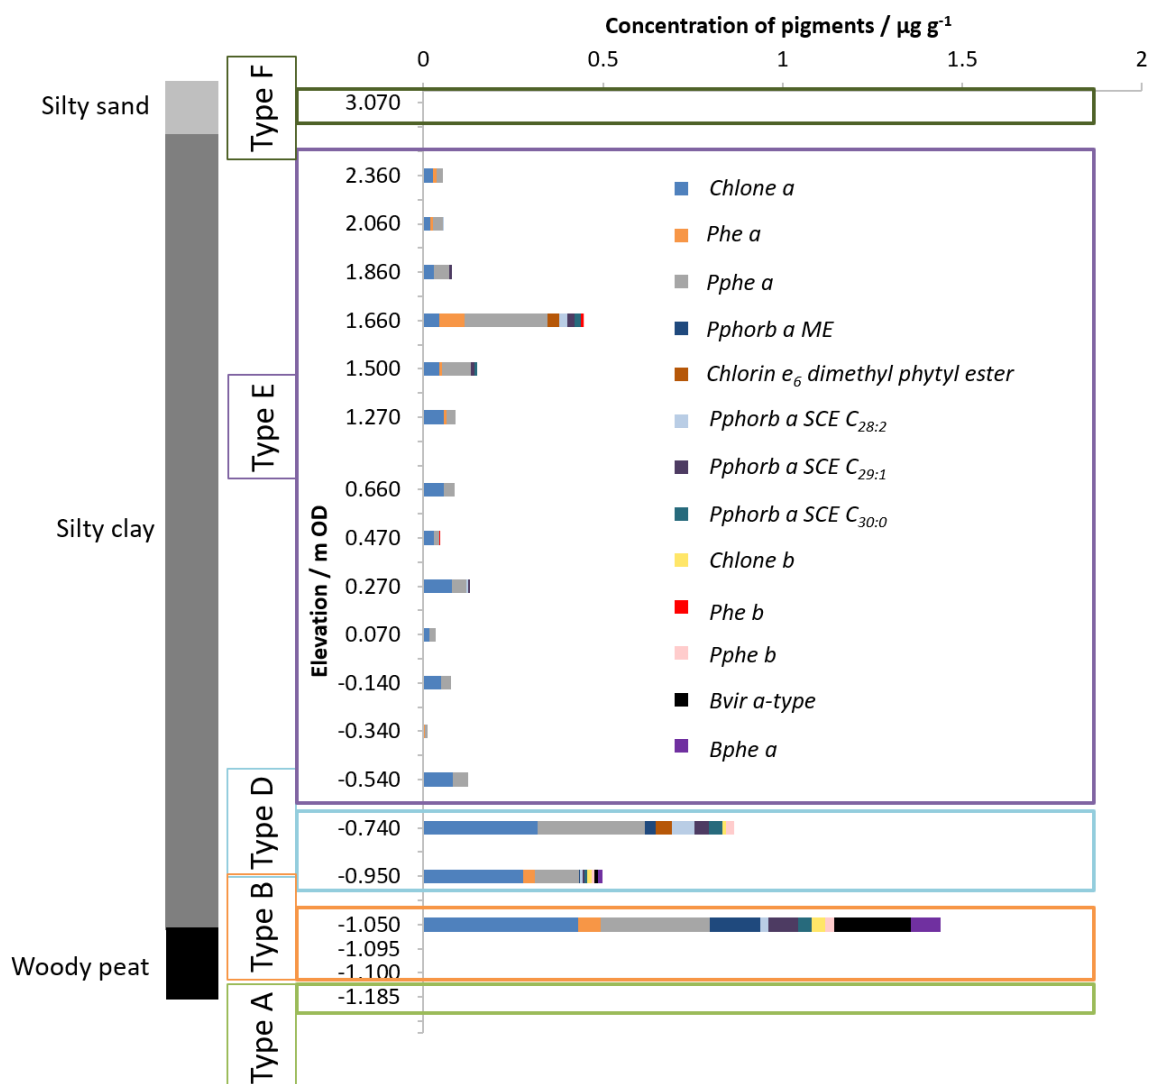 Concentration of pigments / µg g-1
0 0.5 1 1.5 2
Silty sand
Silty clay
Woody peat
Type F
Type E
Type D
Type B
Type A
Elevation / m OD
3.070
2.360
2.060
1.860
1.660
1.500
1.270
0.660
0.470
0.270
0.070
-0.140
-0.340
-0.540
-0.740
-0.950
-1.050
-1.095
-1.100
-1.185
Chlone a
Phe a
Pphe a
Pphorb a ME
Chlorin e6 dimethyl phytyl ester
Pphorb a SCE C28:2
Pphorb a SCE C29:1
Pphorb a SCE C30:0
Chlone b
Phe b
Pphe b
Bvir a-type
Bphe a